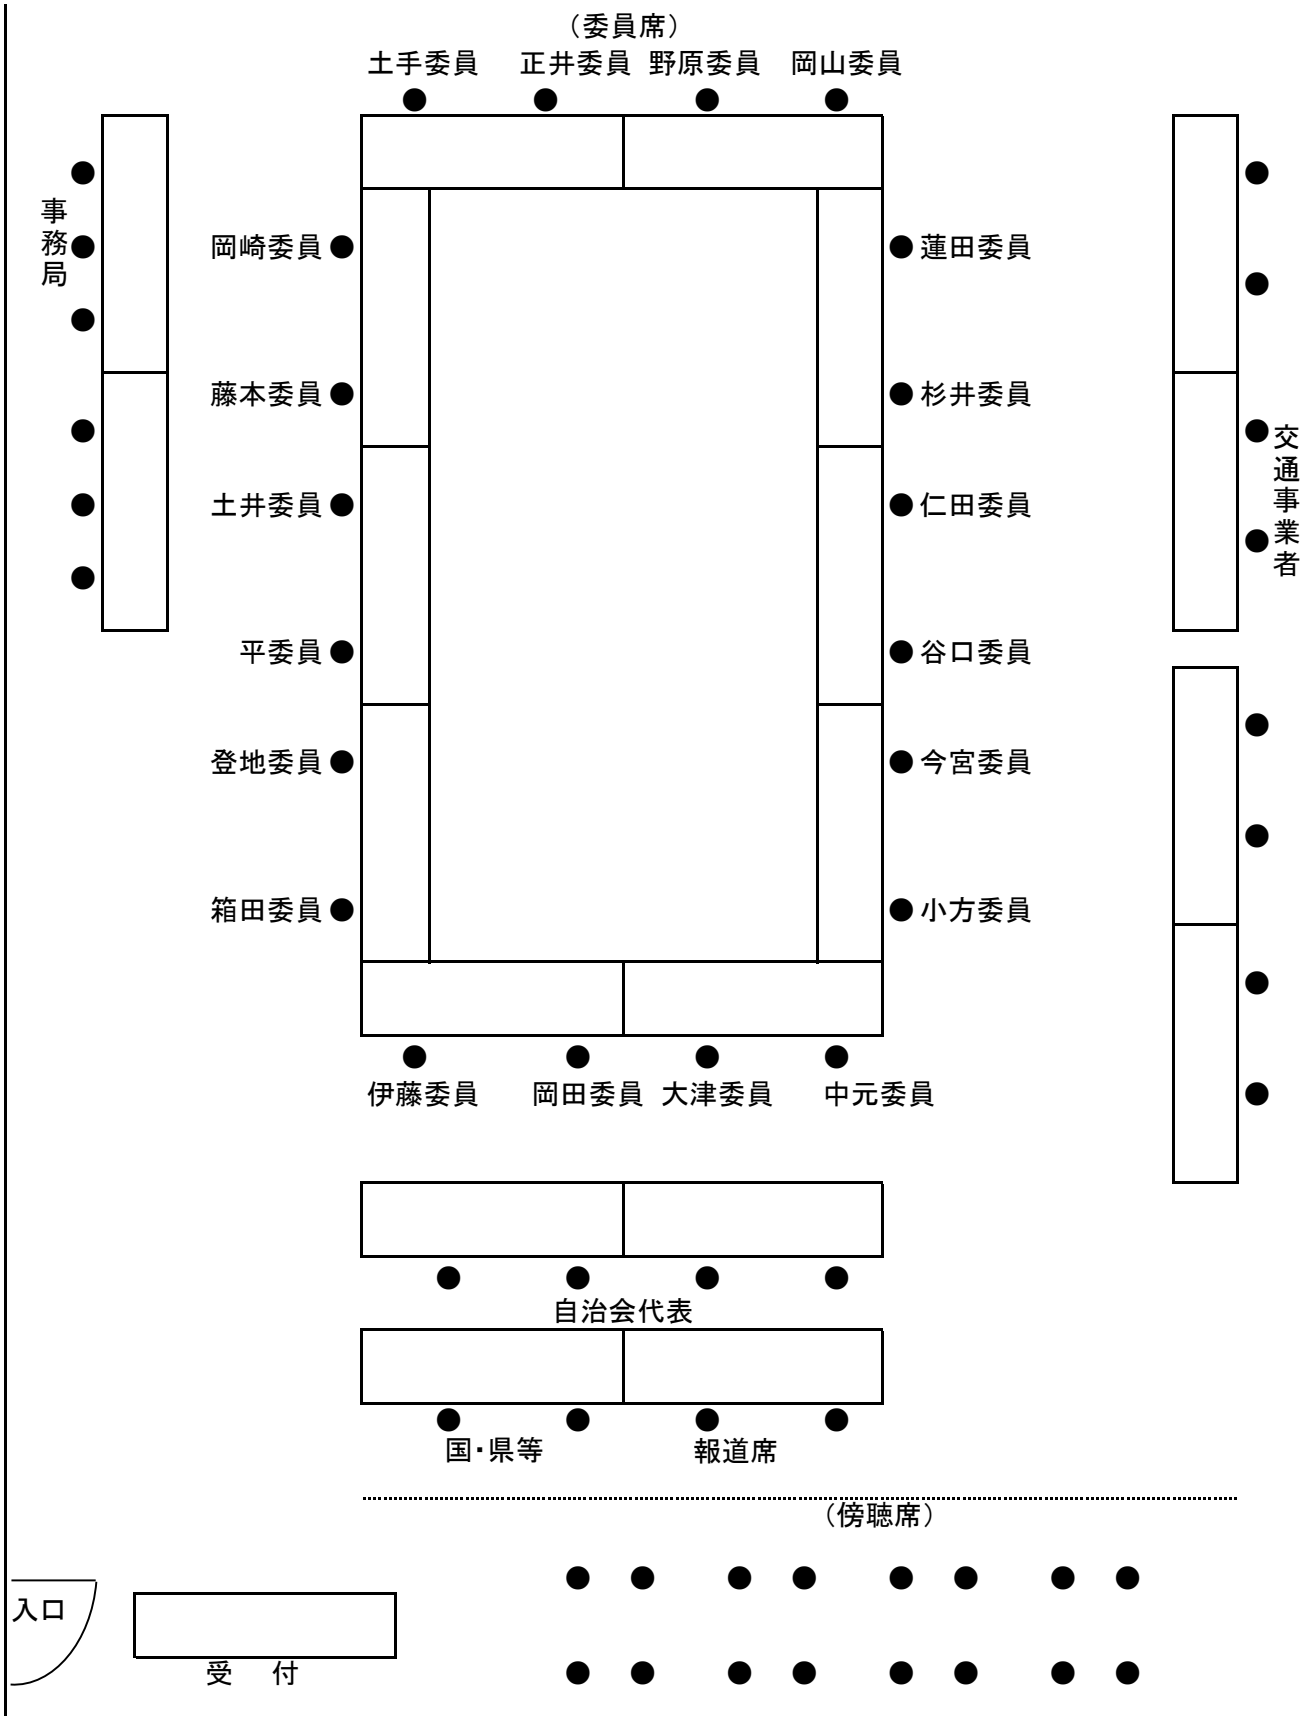 （委員席）
土手委員　正井委員　野原委員　岡山委員
事務局
岡崎委員
蓮田委員
藤本委員
杉井委員
交通事業者
土井委員
仁田委員
平委員
谷口委員
登地委員
今宮委員
箱田委員
小方委員
伊藤委員　岡田委員　大津委員　中元委員
自治会代表
国・県等　報道席
（傍聴席）
入口
受　付